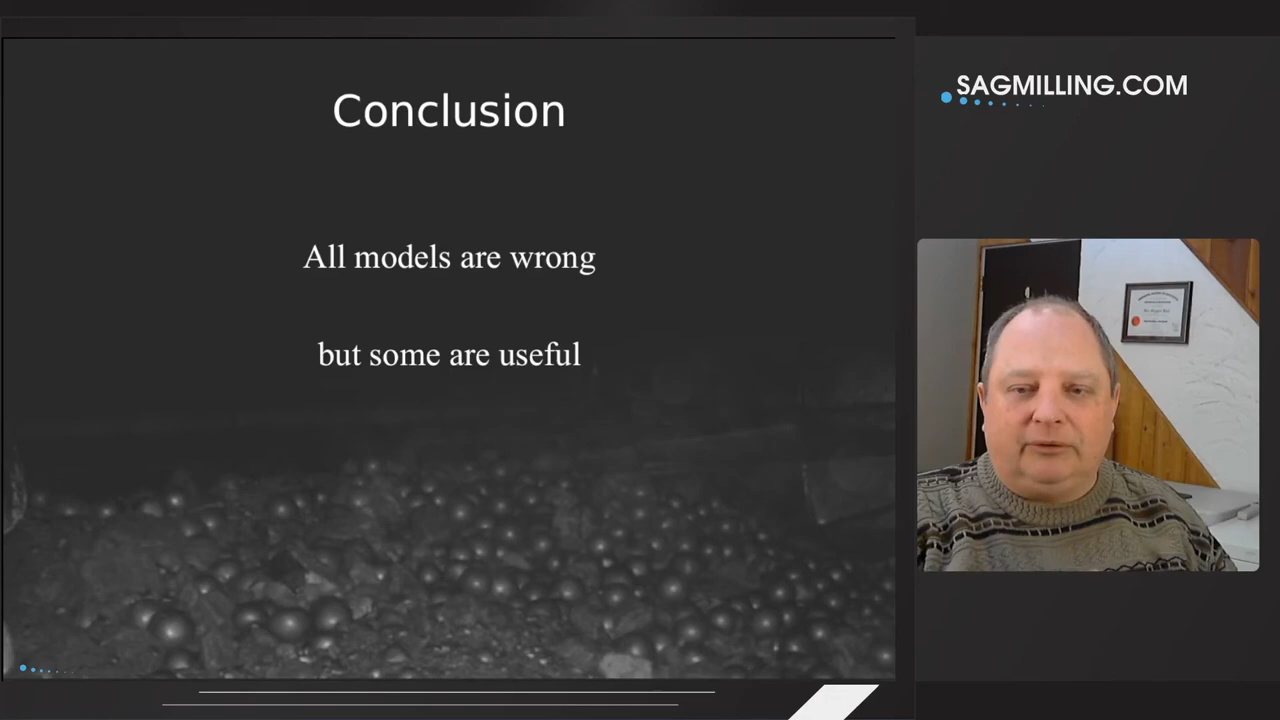 Conclusion
All models are wrong
but some are useful
SAGMILLING.COM